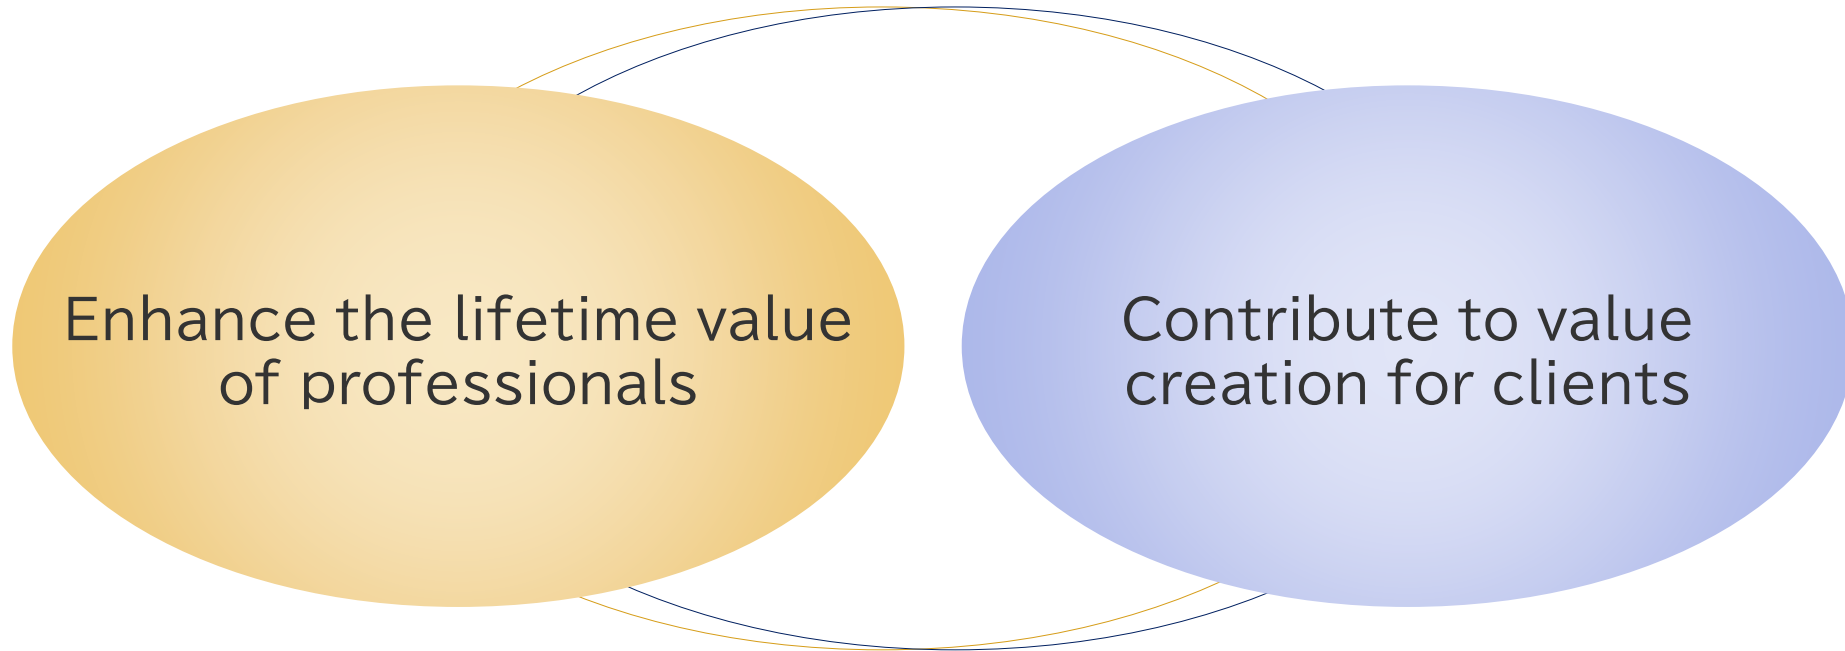 Enhance the lifetime value
of professionals
Contribute to value
creation for clients